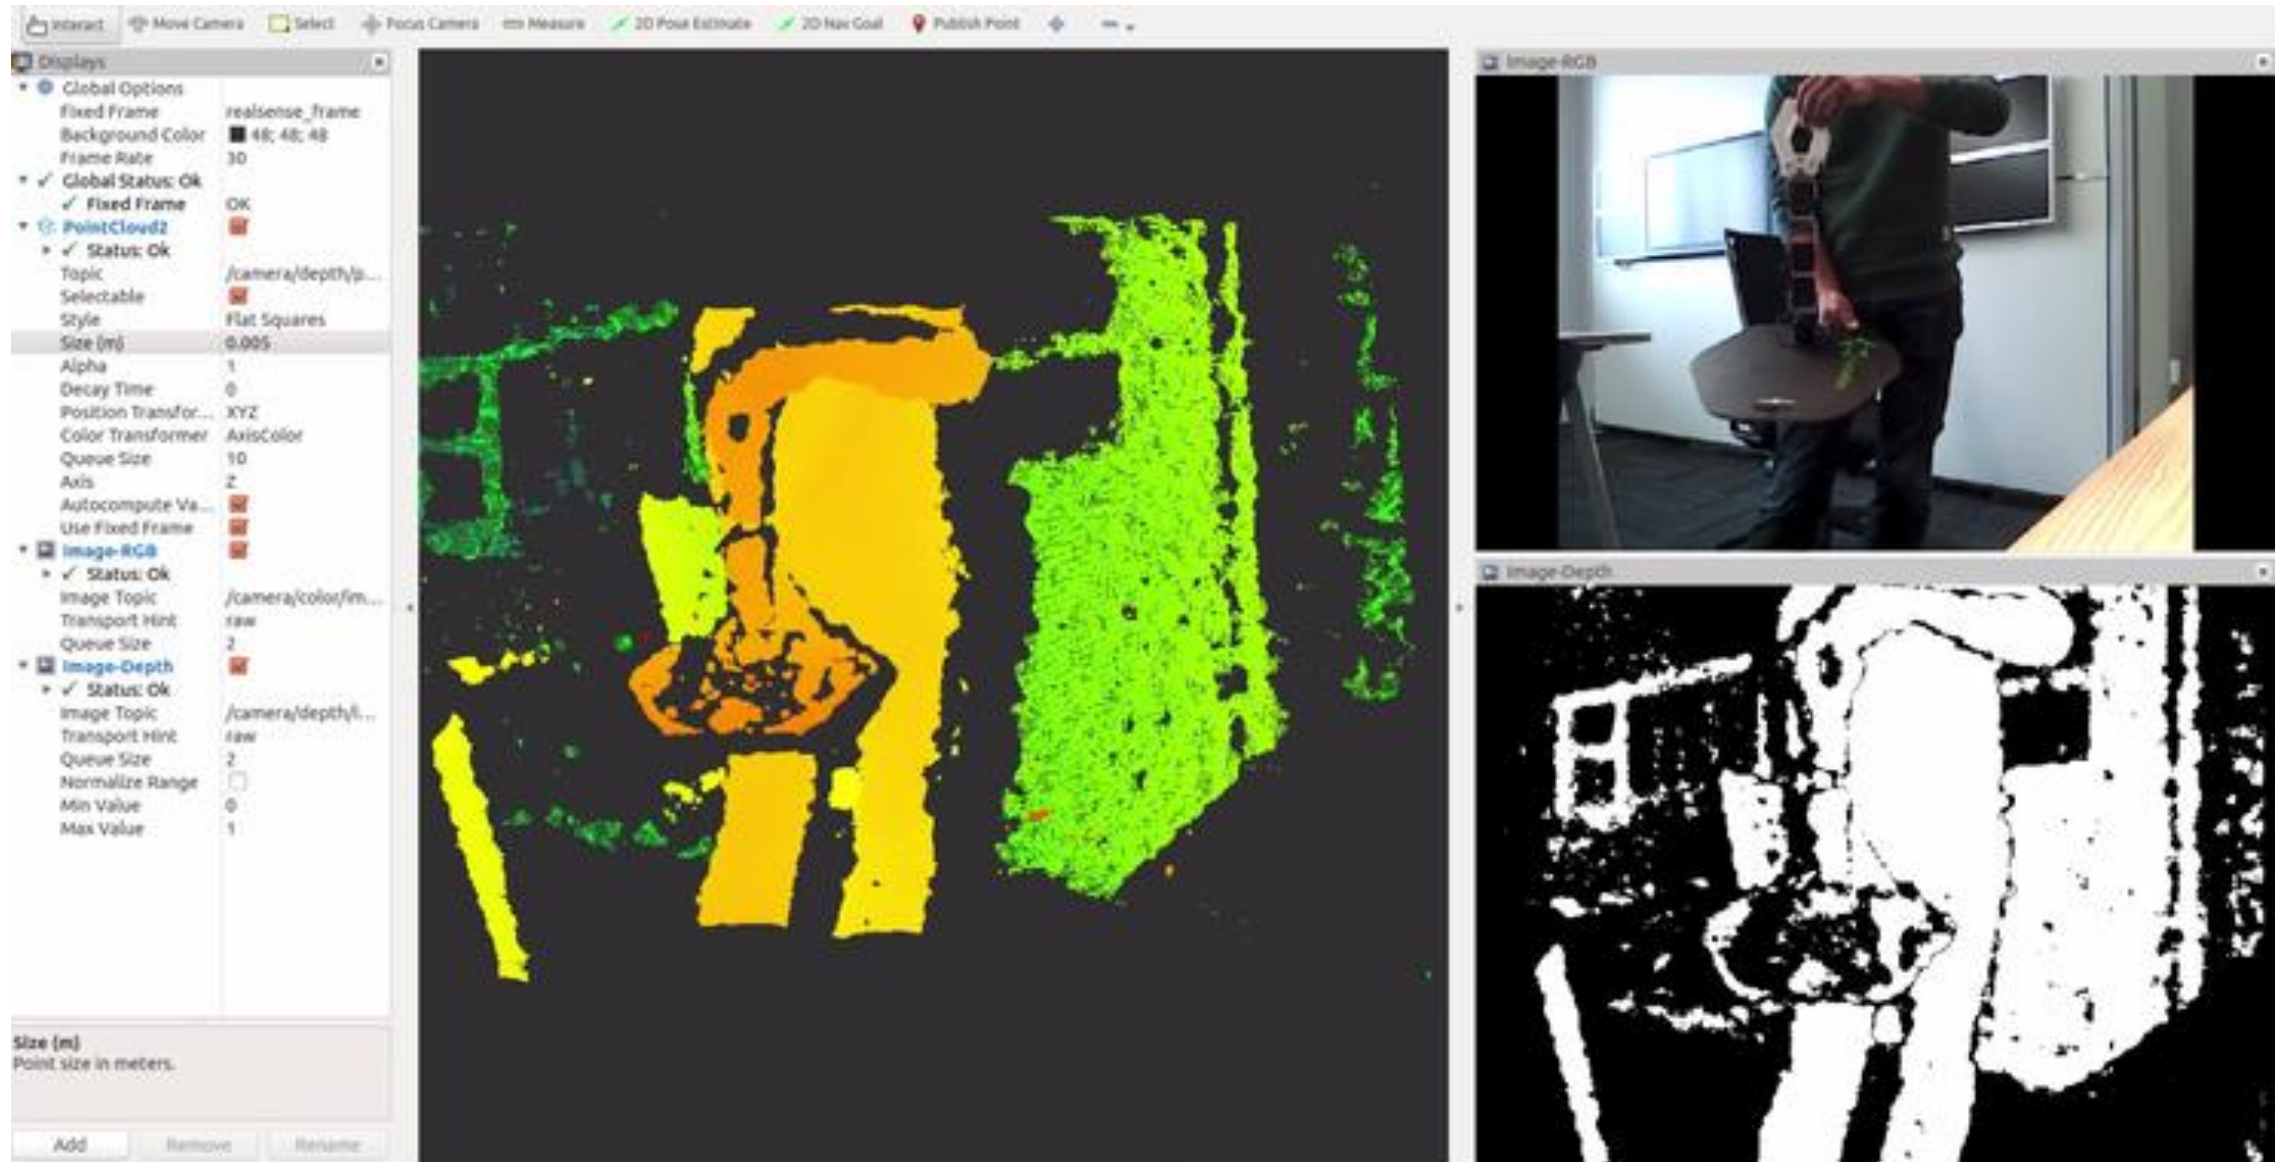 Interact Move Camera Select Focus Camera Measure 2D Pose Estimate 2D Nav Goal Publish Point
Displays
Global Options
Fixed Frame realsense_frame
Background Color 48; 48; 48
Frame Rate 30
Global Status: Ok
Fixed Frame OK
PointCloud2
Status: Ok
Topic /camera/depth/p...
Selectable
Style Flat Squares
Size (m) 0.005
Alpha 1
Decay Time 0
Position Transfor... XYZ
Color Transformer AxisColor
Queue Size 10
Axis Z
Autocompute Va...
Use Fixed Frame
Image-RGB
Status: Ok
Image Topic /camera/color/im...
Transport Hint raw
Queue Size 2
Image-Depth
Status: Ok
Image Topic /camera/depth/i...
Transport Hint raw
Queue Size 2
Normalize Range
Min Value 0
Max Value 1
Size (m)
Point size in meters.
Add Remove Rename
Image-RGB
Image-Depth